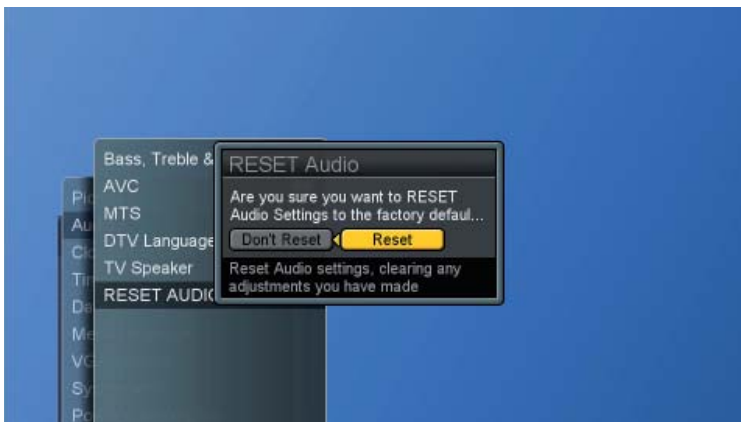 Bass, Treble &
AVC
MTS
DTV Language
TV Speaker
RESET AUDIO
RESET Audio
Are you sure you want to RESET
Audio Settings to the factory defaul...
Don't Reset
Reset
Reset Audio settings, clearing any
adjustments you have made